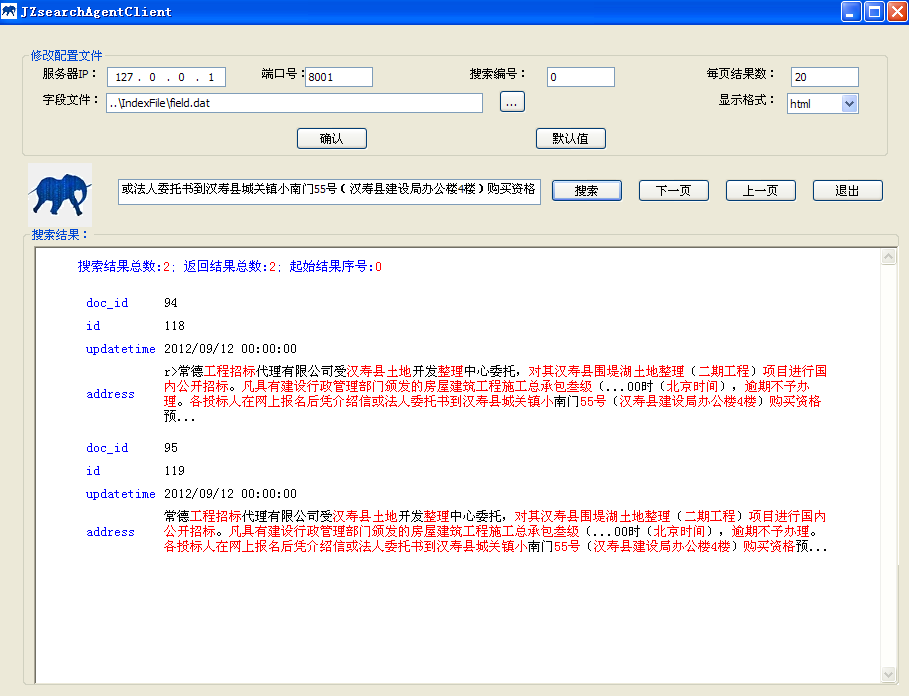 JZsearchAgentClient
修改配置文件
服务器IP： 127 . 0 . 0 . 1 端口号： 8001 搜索编号： 0 每页结果数： 20
字段文件： ..\IndexFile\field.dat ... 显示格式： html
确认 默认值
或法人委托书到汉寿县城关镇小南门55号（汉寿县建设局办公楼4楼）购买资格 搜索 下一页 上一页 退出
搜索结果：
搜索结果总数:2; 返回结果总数:2; 起始结果序号:0
doc_id 94
id 118
updatetime 2012/09/12 00:00:00
address
r>常德工程招标代理有限公司受汉寿县土地开发整理中心委托，对其汉寿县围堤湖土地整理（二期工程）项目进行国
内公开招标。凡具有建设行政管理部门颁发的房屋建筑工程施工总承包叁级（...00时（北京时间），逾期不予办
理。各投标人在网上报名后凭介绍信或法人委托书到汉寿县城关镇小南门55号（汉寿县建设局办公楼4楼）购买资格
预...
doc_id 95
id 119
updatetime 2012/09/12 00:00:00
address
常德工程招标代理有限公司受汉寿县土地开发整理中心委托，对其汉寿县围堤湖土地整理（二期工程）项目进行国内
公开招标。凡具有建设行政管理部门颁发的房屋建筑工程施工总承包叁级（...00时（北京时间），逾期不予办理。
各投标人在网上报名后凭介绍信或法人委托书到汉寿县城关镇小南门55号（汉寿县建设局办公楼4楼）购买资格预...